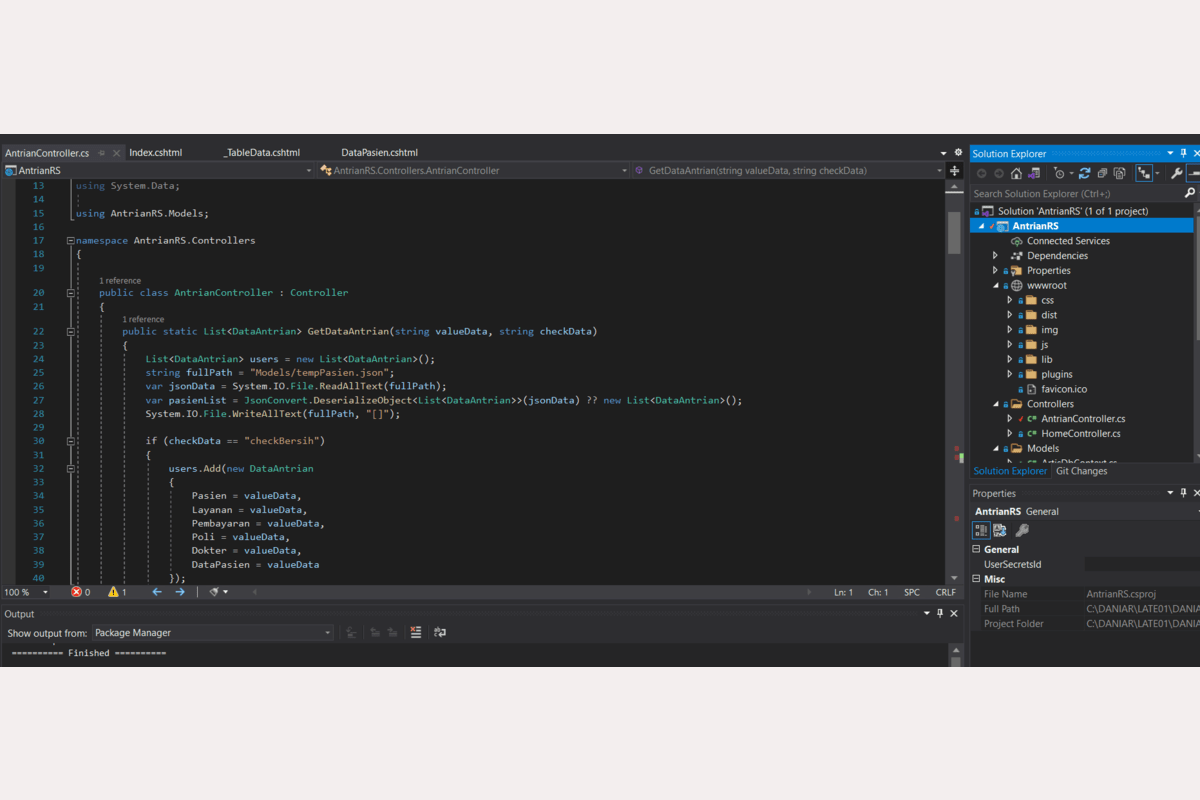 AntrianController.cs Index.cshtml _TableData.cshtml DataPasien.cshtml
AntrianRS AntrianRS.Controllers.AntrianController GetDataAntrian(string valueData, string checkData)
13 using System.Data;
14
15 using AntrianRS.Models;
16
17 namespace AntrianRS.Controllers
18 {
19
1 reference
20 public class AntrianController : Controller
21 {
1 reference
22 public static List<DataAntrian> GetDataAntrian(string valueData, string checkData)
23 {
24 List<DataAntrian> users = new List<DataAntrian>();
25 string fullPath = "Models/tempPasien.json";
26 var jsonData = System.IO.File.ReadAllText(fullPath);
27 var pasienList = JsonConvert.DeserializeObject<List<DataAntrian>>(jsonData) ?? new List<DataAntrian>();
28 System.IO.File.WriteAllText(fullPath, "[]");
29
30 if (checkData == "checkBersih")
31 {
32 users.Add(new DataAntrian
33 {
34 Pasien = valueData,
35 Layanan = valueData,
36 Pembayaran = valueData,
37 Poli = valueData,
38 Dokter = valueData,
39 DataPasien = valueData
40 });
100 % 0 1 Ln: 1 Ch: 1 SPC CRLF
Output
Show output from: Package Manager
========== Finished ==========
Solution Explorer
Search Solution Explorer (Ctrl+;)
Solution 'AntrianRS' (1 of 1 project)
AntrianRS
Connected Services
Dependencies
Properties
wwwroot
css
dist
img
js
lib
plugins
favicon.ico
Controllers
C# AntrianController.cs
C# HomeController.cs
Models
Solution Explorer Git Changes
Properties
AntrianRS General
General
UserSecretsId
Misc
File Name AntrianRS.csproj
Full Path C:\DANIAR\LATE01\DANIA
Project Folder C:\DANIAR\LATE01\DANIA